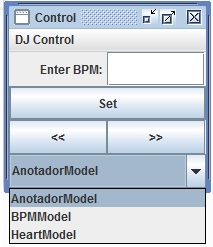 Control
DJ Control
Enter BPM:
Set
<< >>
AnotadorModel
AnotadorModel
BPMModel
HeartModel